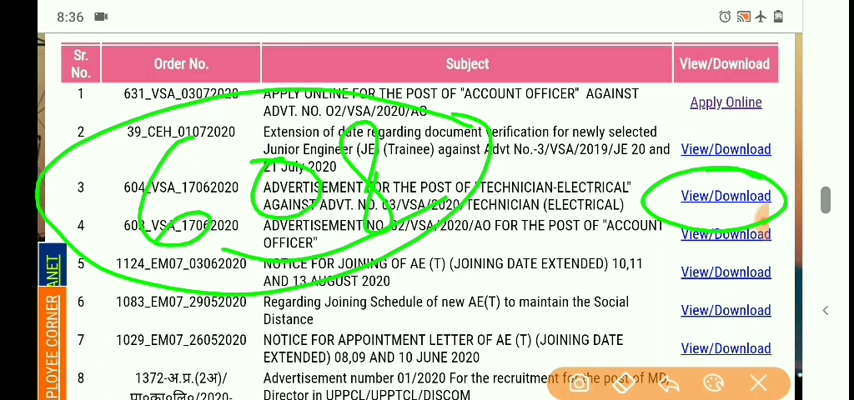 8:36
Sr. No. Order No. Subject View/Download
1 631_VSA_03072020 APPLY ONLINE FOR THE POST OF "ACCOUNT OFFICER" AGAINST Apply Online
ADVT. NO. O2/VSA/2020/AO
2 39_CEH_01072020 Extension of date regarding document verification for newly selected
Junior Engineer (JE) (Trainee) against Advt No.-3/VSA/2019/JE 20 and View/Download
21 July 2020
3 604_VSA_17062020 ADVERTISEMENT FOR THE POST OF "TECHNICIAN-ELECTRICAL" View/Download
AGAINST ADVT. NO. 03/VSA/2020/TECHNICIAN (ELECTRICAL)
608
4 603_VSA_17062020 ADVERTISEMENT NO. 02/VSA/2020/AO FOR THE POST OF "ACCOUNT View/Download
OFFICER"
5 1124_EM07_03062020 NOTICE FOR JOINING OF AE (T) (JOINING DATE EXTENDED) 10,11 View/Download
AND 13 AUGUST 2020
6 1083_EM07_29052020 Regarding Joining Schedule of new AE(T) to maintain the Social View/Download
Distance
7 1029_EM07_26052020 NOTICE FOR APPOINTMENT LETTER OF AE (T) (JOINING DATE View/Download
EXTENDED) 08,09 AND 10 JUNE 2020
8 1372-अ.प्र.(2अ)/ Advertisement number 01/2020 For the recruitment for the post of MD,
प्रा०का०लि०/2020- Director in UPPCL/UPPTCL/DISCOM
ANET
PLOYEE CORNER